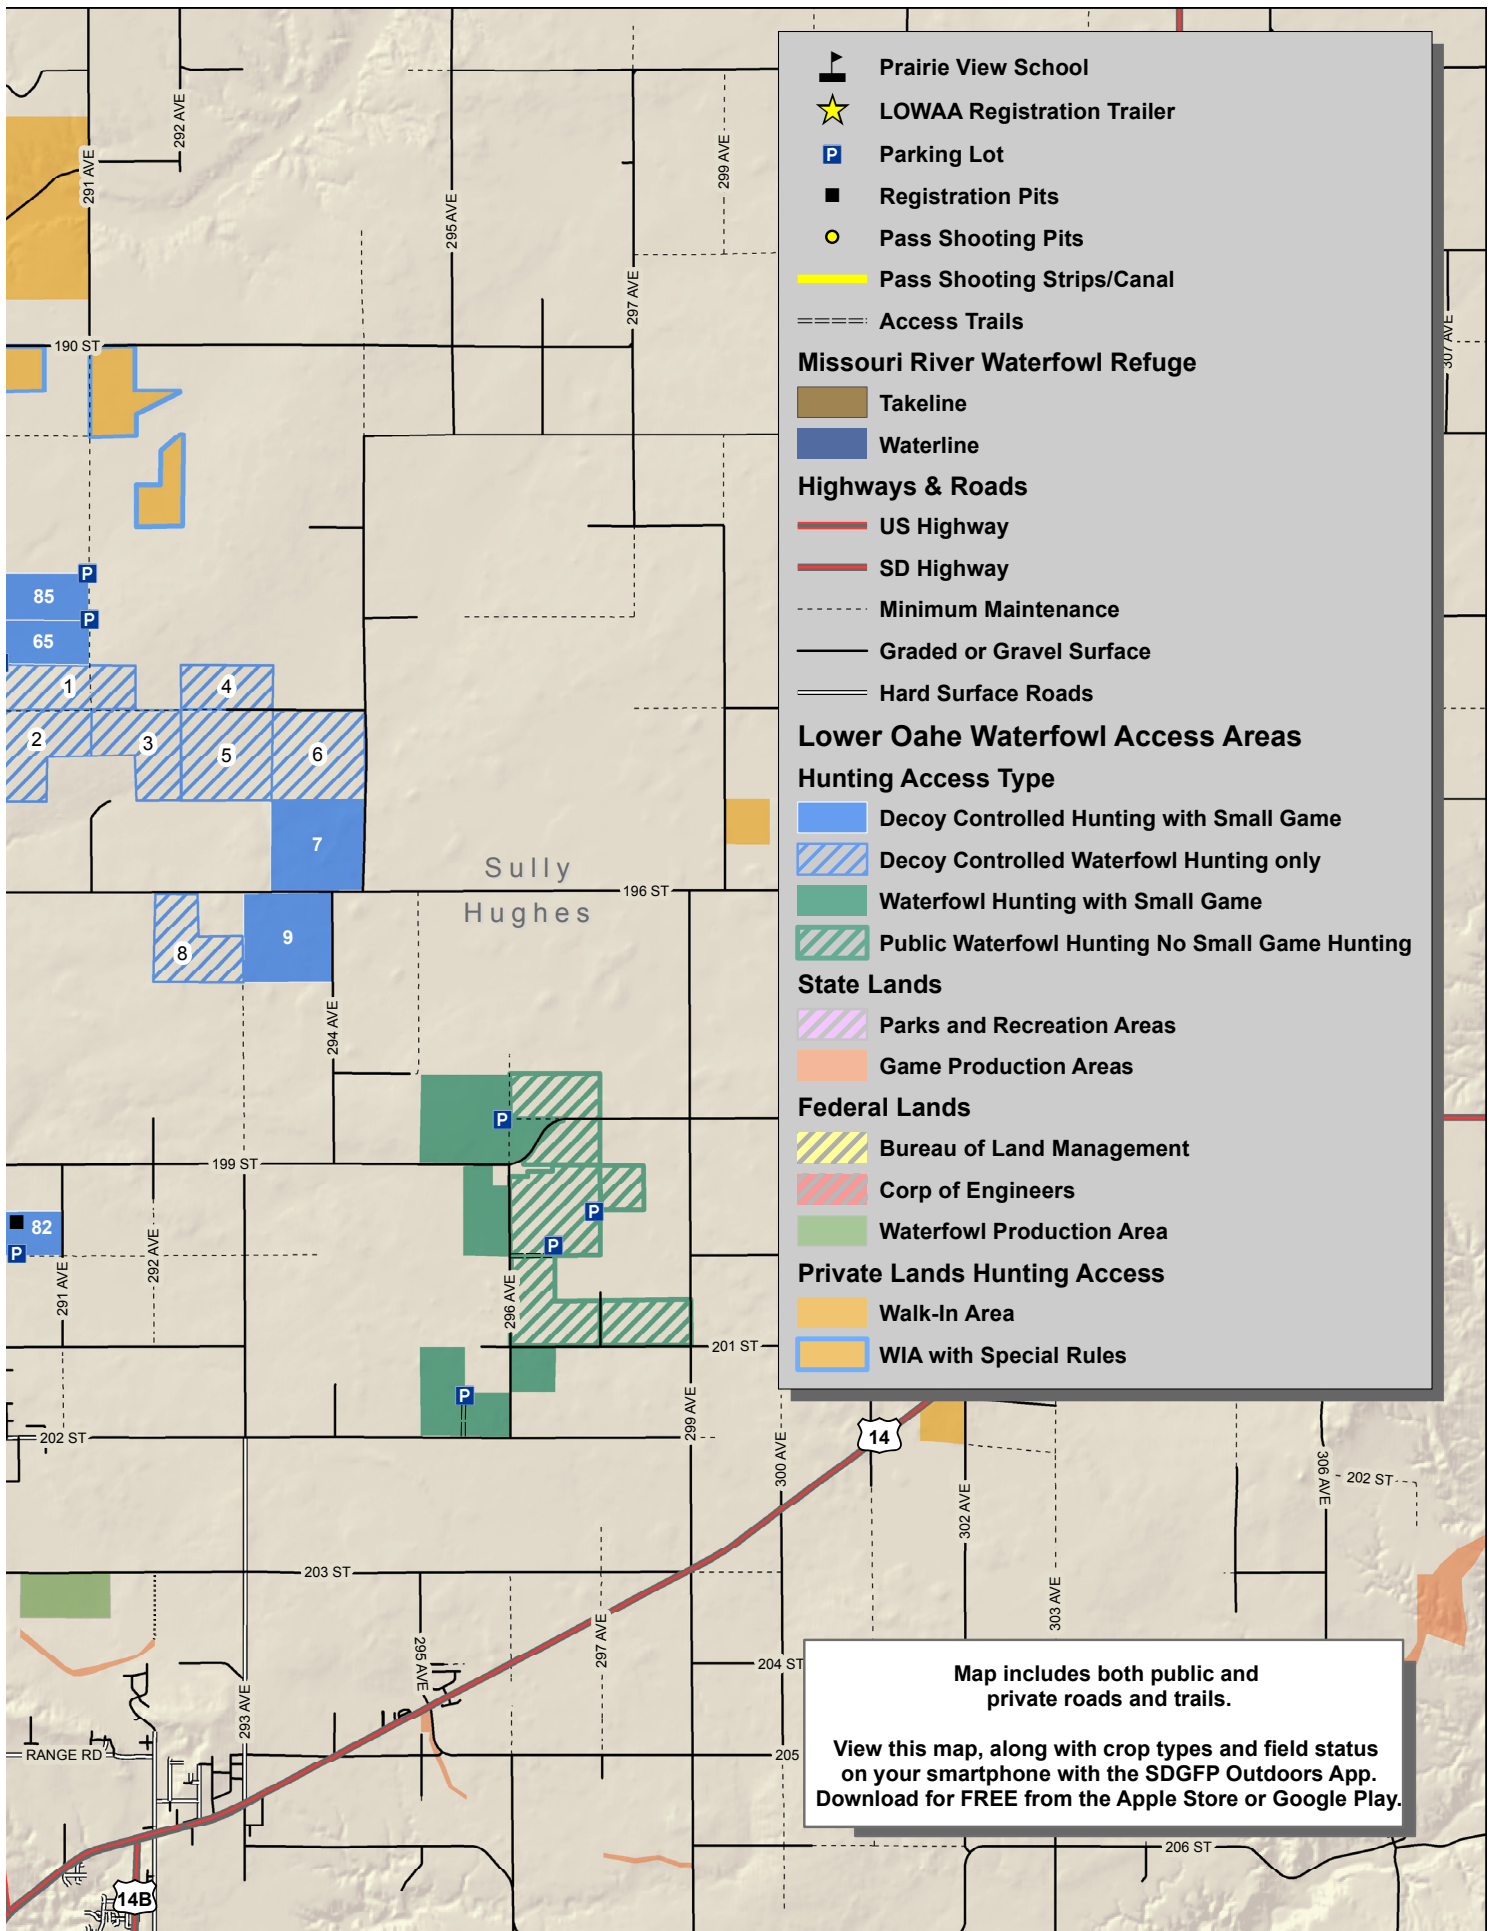 Prairie View School
LOWAA Registration Trailer
P Parking Lot
Registration Pits
Pass Shooting Pits
Pass Shooting Strips/Canal
Access Trails
Missouri River Waterfowl Refuge
Takeline
Waterline
Highways & Roads
US Highway
SD Highway
Minimum Maintenance
Graded or Gravel Surface
Hard Surface Roads
Lower Oahe Waterfowl Access Areas
Hunting Access Type
Decoy Controlled Hunting with Small Game
Decoy Controlled Waterfowl Hunting only
Waterfowl Hunting with Small Game
Public Waterfowl Hunting No Small Game Hunting
State Lands
Parks and Recreation Areas
Game Production Areas
Federal Lands
Bureau of Land Management
Corp of Engineers
Waterfowl Production Area
Private Lands Hunting Access
Walk-In Area
WIA with Special Rules
292 AVE
291 AVE
299 AVE
295 AVE
297 AVE
307 AVE
190 ST
P
85
P
65
1
4
2
3
5
6
7
Sully
196 ST
Hughes
9
8
294 AVE
P
199 ST
P
82
P
P
292 AVE
291 AVE
296 AVE
201 ST
P
299 AVE
202 ST
14
300 AVE
306 AVE
202 ST
302 AVE
203 ST
303 AVE
297 AVE
295 AVE
204 ST
293 AVE
RANGE RD
205
206 ST
14B
Map includes both public and
private roads and trails.
View this map, along with crop types and field status
on your smartphone with the SDGFP Outdoors App.
Download for FREE from the Apple Store or Google Play.